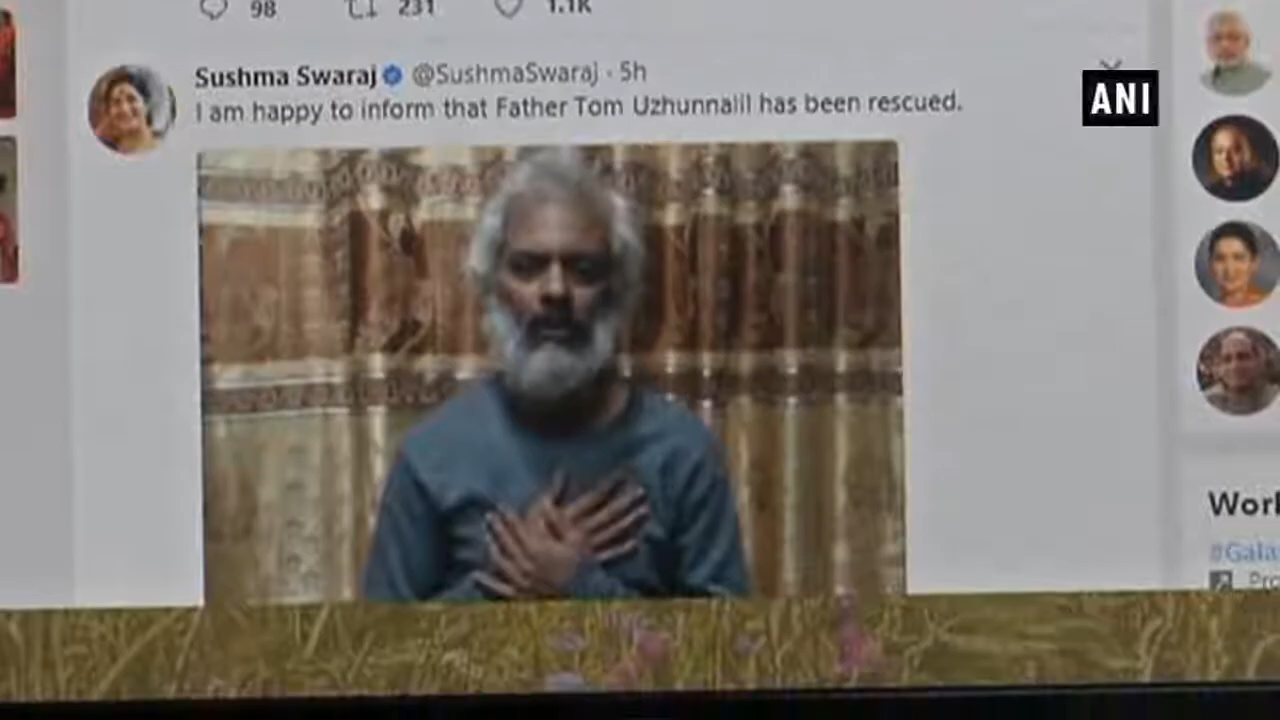 98 231 1.1K
Sushma Swaraj @SushmaSwaraj · 5h
I am happy to inform that Father Tom Uzhunnalil has been rescued.
ANI
Worl
#Gala
Pro